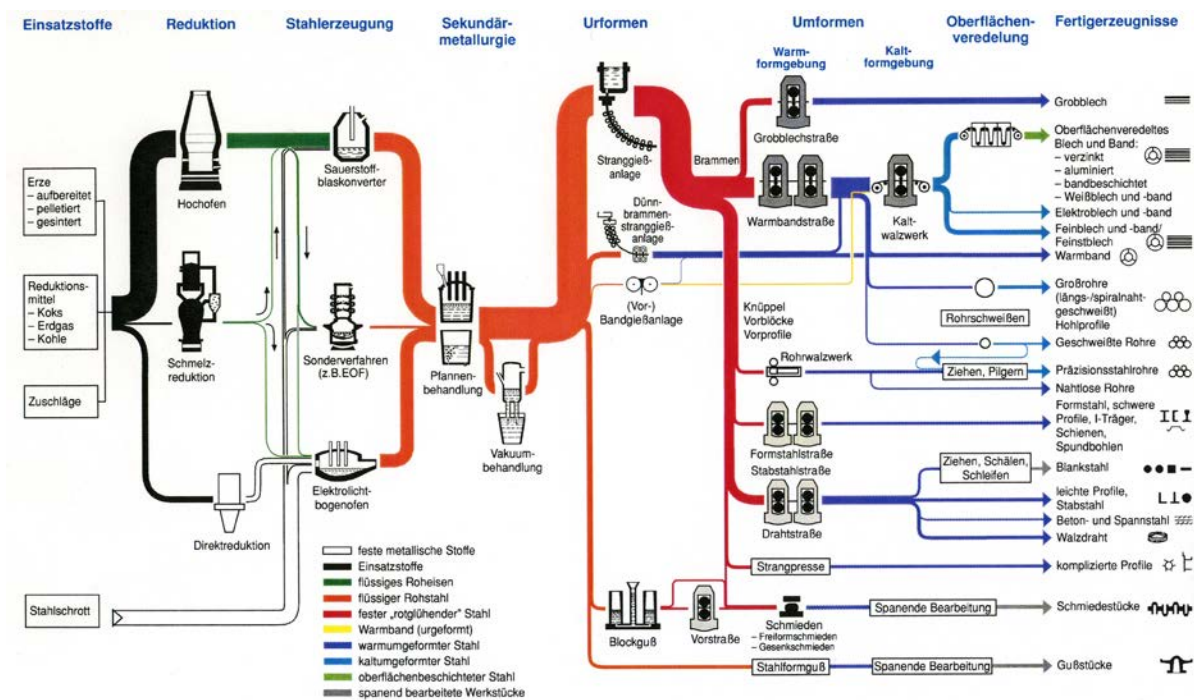 Einsatzstoffe
Reduktion
Stahlerzeugung
Sekundär-
metallurgie
Urformen
Umformen
Warm-
formgebung
Kalt-
formgebung
Oberflächen-
veredelung
Fertigerzeugnisse
Erze
– aufbereitet
– pelletiert
– gesintert
Reduktions-
mittel
– Koks
– Erdgas
– Kohle
Zuschläge
Stahlschrott
Hochofen
Schmelz-
reduktion
Direktreduktion
Sauerstoff-
blaskonverter
Sonderverfahren
(z.B.EOF)
Elektrolicht-
bogenofen
Pfannen-
behandlung
Vakuum-
behandlung
Stranggieß-
anlage
Dünn-
brammen-
stranggieß-
anlage
(Vor-)
Bandgießanlage
Blockguß
Brammen
Knüppel
Vorblöcke
Vorprofile
Vorstraße
Grobblechstraße
Warmbandstraße
Kalt-
walzwerk
Rohrwalzwerk
Formstahlstraße
Stabstahlstraße
Drahtstraße
Strangpresse
Schmieden
– Freiformschmieden
– Gesenkschmieden
Stahlformguß
Rohrschweißen
Ziehen, Pilgern
Ziehen, Schälen,
Schleifen
Spanende Bearbeitung
Spanende Bearbeitung
Grobblech
Oberflächenveredeltes
Blech und Band:
– verzinkt
– aluminiert
– bandbeschichtet
– Weißblech und -band
Elektroblech und -band
Feinblech und -band/
Feinstblech
Warmband
Großrohre
(längs-/spiralnaht-
geschweißt)
Hohlprofile
Geschweißte Rohre
Präzisionsstahlrohre
Nahtlose Rohre
Formstahl, schwere
Profile, I-Träger,
Schienen,
Spundbohlen
Blankstahl
leichte Profile,
Stabstahl
Beton- und Spannstahl
Walzdraht
komplizierte Profile
Schmiedestücke
Gußstücke
feste metallische Stoffe
Einsatzstoffe
flüssiges Roheisen
flüssiger Rohstahl
fester „rotglühender" Stahl
Warmband (urgeformt)
warmumgeformter Stahl
kaltumgeformter Stahl
oberflächenbeschichteter Stahl
spanend bearbeitete Werkstücke